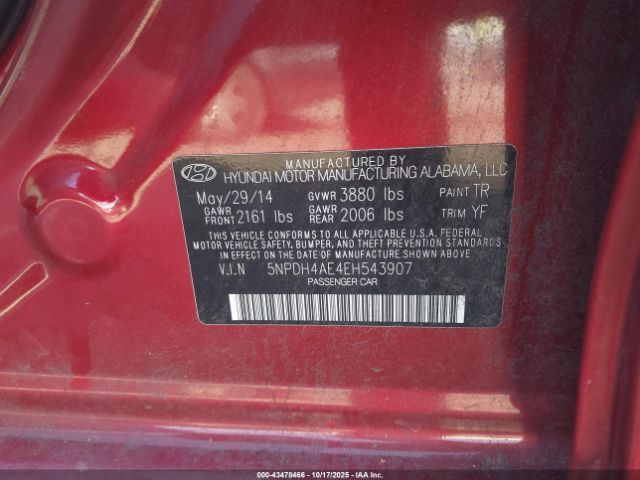 MANUFACTURED BY
HYUNDAI MOTOR MANUFACTURING ALABAMA, LLC
May/29/14 GVWR 3880 lbs PAINT TR
GAWR FRONT 2161 lbs GAWR REAR 2006 lbs TRIM YF
THIS VEHICLE CONFORMS TO ALL APPLICABLE U.S.A. FEDERAL
MOTOR VEHICLE SAFETY, BUMPER, AND THEFT PREVENTION STANDARDS
IN EFFECT ON THE DATE OF MANUFACTURE SHOWN ABOVE
V.I.N 5NPDH4AE4EH543907
PASSENGER CAR
000-43478466 - 10/17/2025 - IAA Inc.